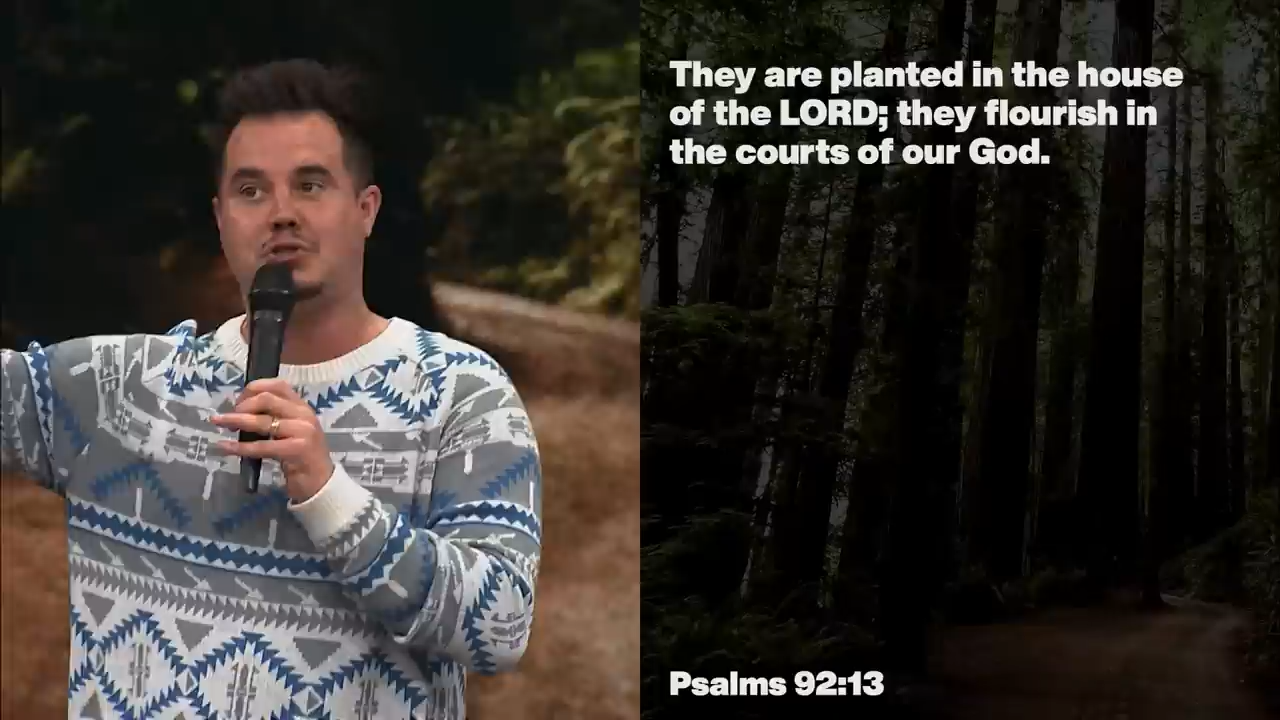 They are planted in the house
of the LORD; they flourish in
the courts of our God.
Psalms 92:13